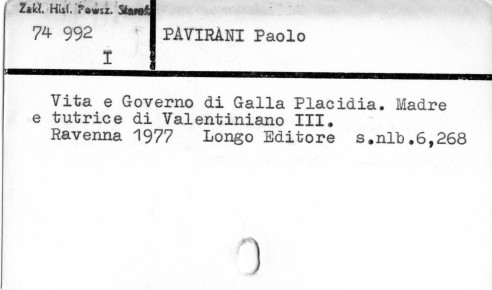 Zakł. Hist. Powsz. Staroż.
74 992
I
PAVIRANI Paolo
Vita e Governo di Galla Placidia. Madre
e tutrice di Valentiniano III.
Ravenna 1977 Longo Editore s.nlb.6,268